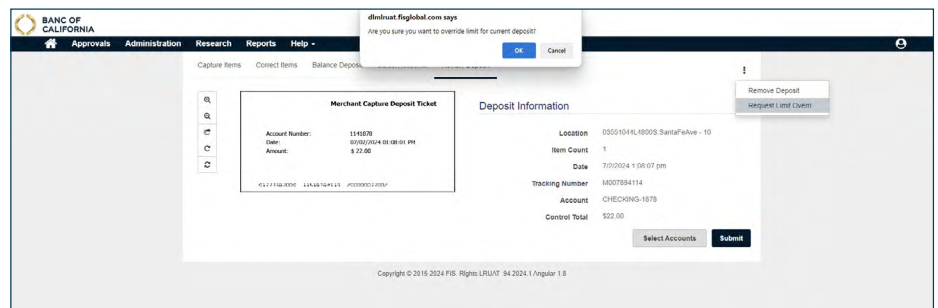 BANC OF
CALIFORNIA
dlmlruat.fisglobal.com says
Are you sure you want to override limit for current deposit?
OK Cancel
Approvals Administration Research Reports Help
Capture Items Correct Items Balance Deposit
Remove Deposit
Request Limit Overri
Merchant Capture Deposit Ticket
Account Number: 1141878
Date: 07/02/2024 01:08:01 PM
Amount: $ 22.00
Deposit Information
Location 03551044L4800S.SantaFeAve - 10
Item Count 1
Date 7/2/2024 1:08:07 pm
Tracking Number M007894114
Account CHECKING-1878
Control Total $22.00
Select Accounts Submit
Copyright © 2015-2024 FIS. Rights LRUAT .94.2024.1 Angular 1.8